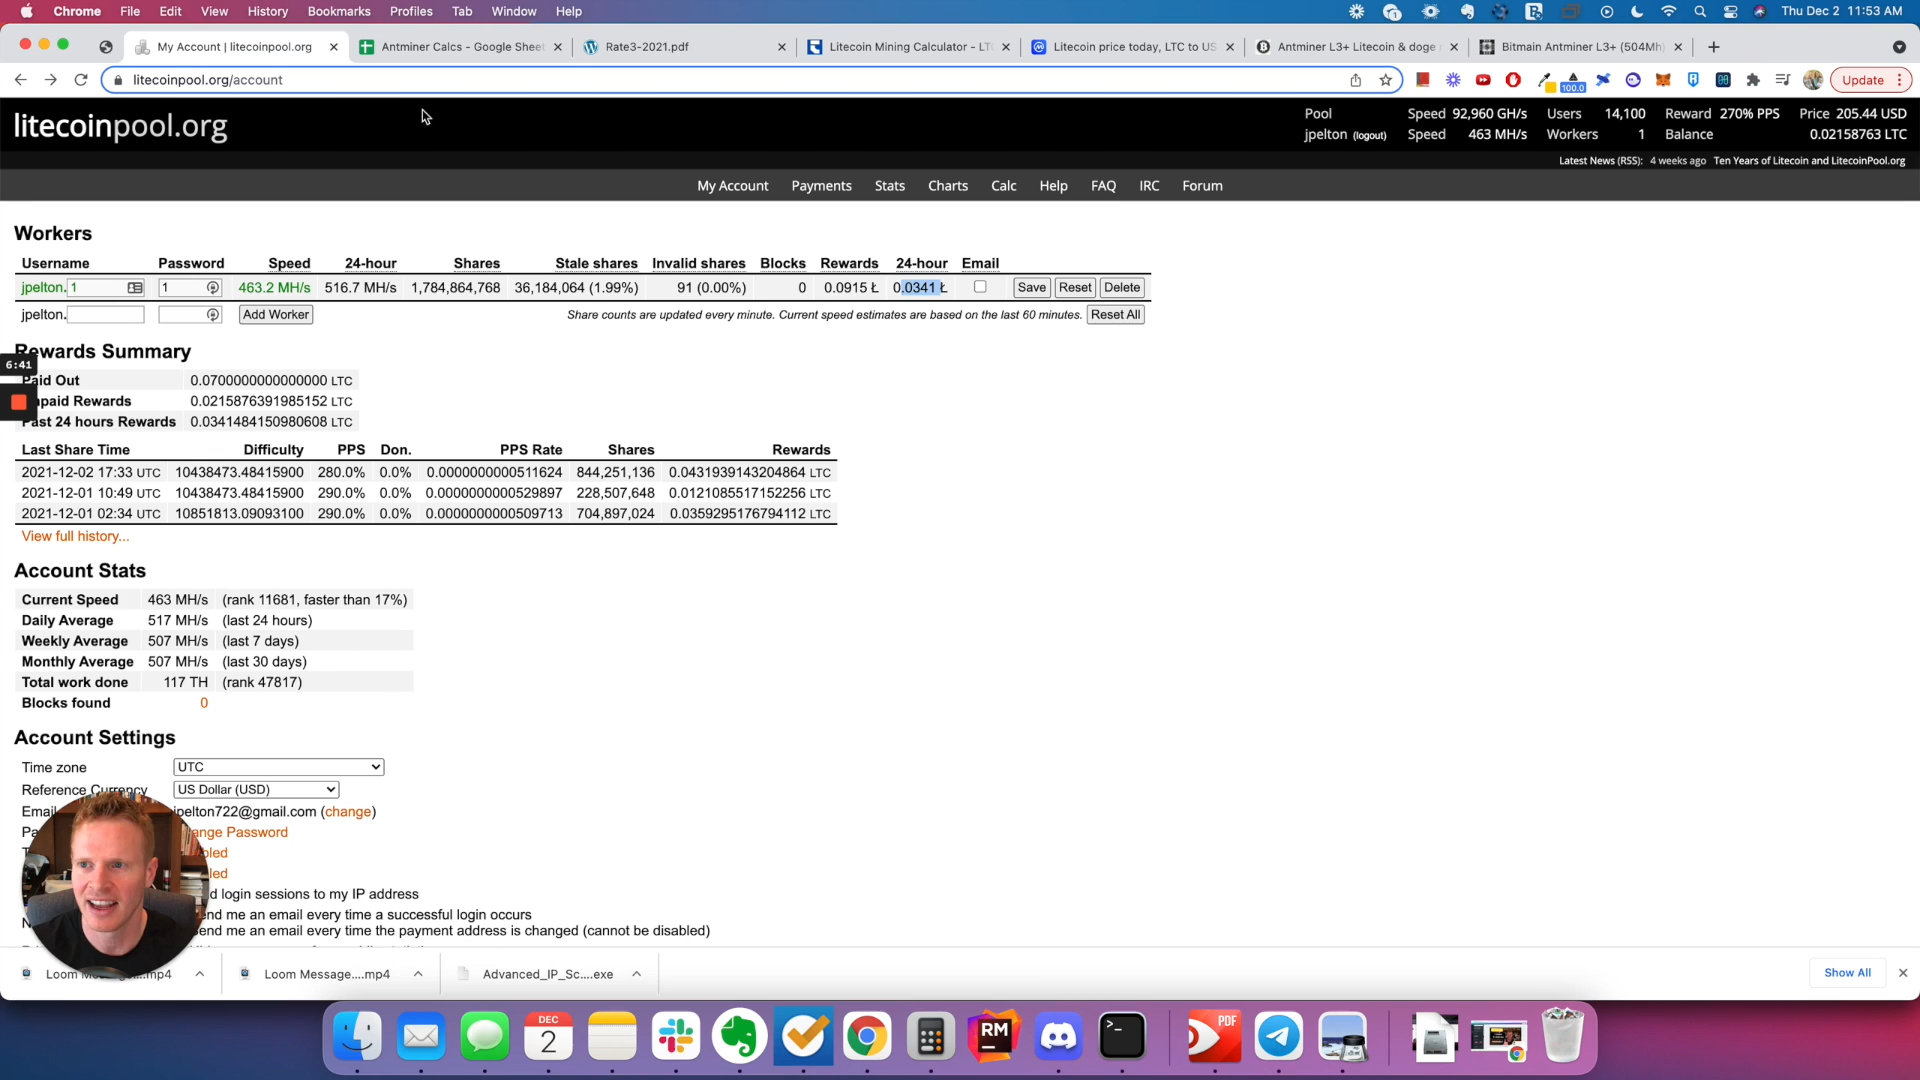 Chrome File Edit View History Bookmarks Profiles Tab Window Help Thu Dec 2 11:53 AM
My Account | litecoinpool.org Antminer Calcs - Google Sheet Rate3-2021.pdf Litecoin Mining Calculator - LT Litecoin price today, LTC to US Antminer L3+ Litecoin & doge Bitmain Antminer L3+ (504Mh
litecoinpool.org/account 100.0 Update
litecoinpool.org
Pool Speed 92,960 GH/s Users 14,100 Reward 270% PPS Price 205.44 USD
jpelton (logout) Speed 463 MH/s Workers 1 Balance 0.02158763 LTC
Latest News (RSS): 4 weeks ago Ten Years of Litecoin and LitecoinPool.org
My Account Payments Stats Charts Calc Help FAQ IRC Forum
Workers
Username Password Speed 24-hour Shares Stale shares Invalid shares Blocks Rewards 24-hour Email
jpelton. 1 1 463.2 MH/s 516.7 MH/s 1,784,864,768 36,184,064 (1.99%) 91 (0.00%) 0 0.0915 Ł 0.0341 Ł Save Reset Delete
jpelton. Add Worker Share counts are updated every minute. Current speed estimates are based on the last 60 minutes. Reset All
Rewards Summary
6:41
Paid Out 0.0700000000000000 LTC
npaid Rewards 0.0215876391985152 LTC
Past 24 hours Rewards 0.0341484150980608 LTC
Last Share Time Difficulty PPS Don. PPS Rate Shares Rewards
2021-12-02 17:33 UTC 10438473.48415900 280.0% 0.0% 0.0000000000511624 844,251,136 0.0431939143204864 LTC
2021-12-01 10:49 UTC 10438473.48415900 290.0% 0.0% 0.0000000000529897 228,507,648 0.0121085517152256 LTC
2021-12-01 02:34 UTC 10851813.09093100 290.0% 0.0% 0.0000000000509713 704,897,024 0.0359295176794112 LTC
View full history...
Account Stats
Current Speed 463 MH/s (rank 11681, faster than 17%)
Daily Average 517 MH/s (last 24 hours)
Weekly Average 507 MH/s (last 7 days)
Monthly Average 507 MH/s (last 30 days)
Total work done 117 TH (rank 47817)
Blocks found 0
Account Settings
Time zone UTC
Reference Currency US Dollar (USD)
Emai jpelton722@gmail.com (change)
Pa ange Password
bled
led
d login sessions to my IP address
end me an email every time a successful login occurs
N end me an email every time the payment address is changed (cannot be disabled)
Loom Message....mp4 Loom Message....mp4 Advanced_IP_Sc....exe Show All
DEC
2
RM
PDF